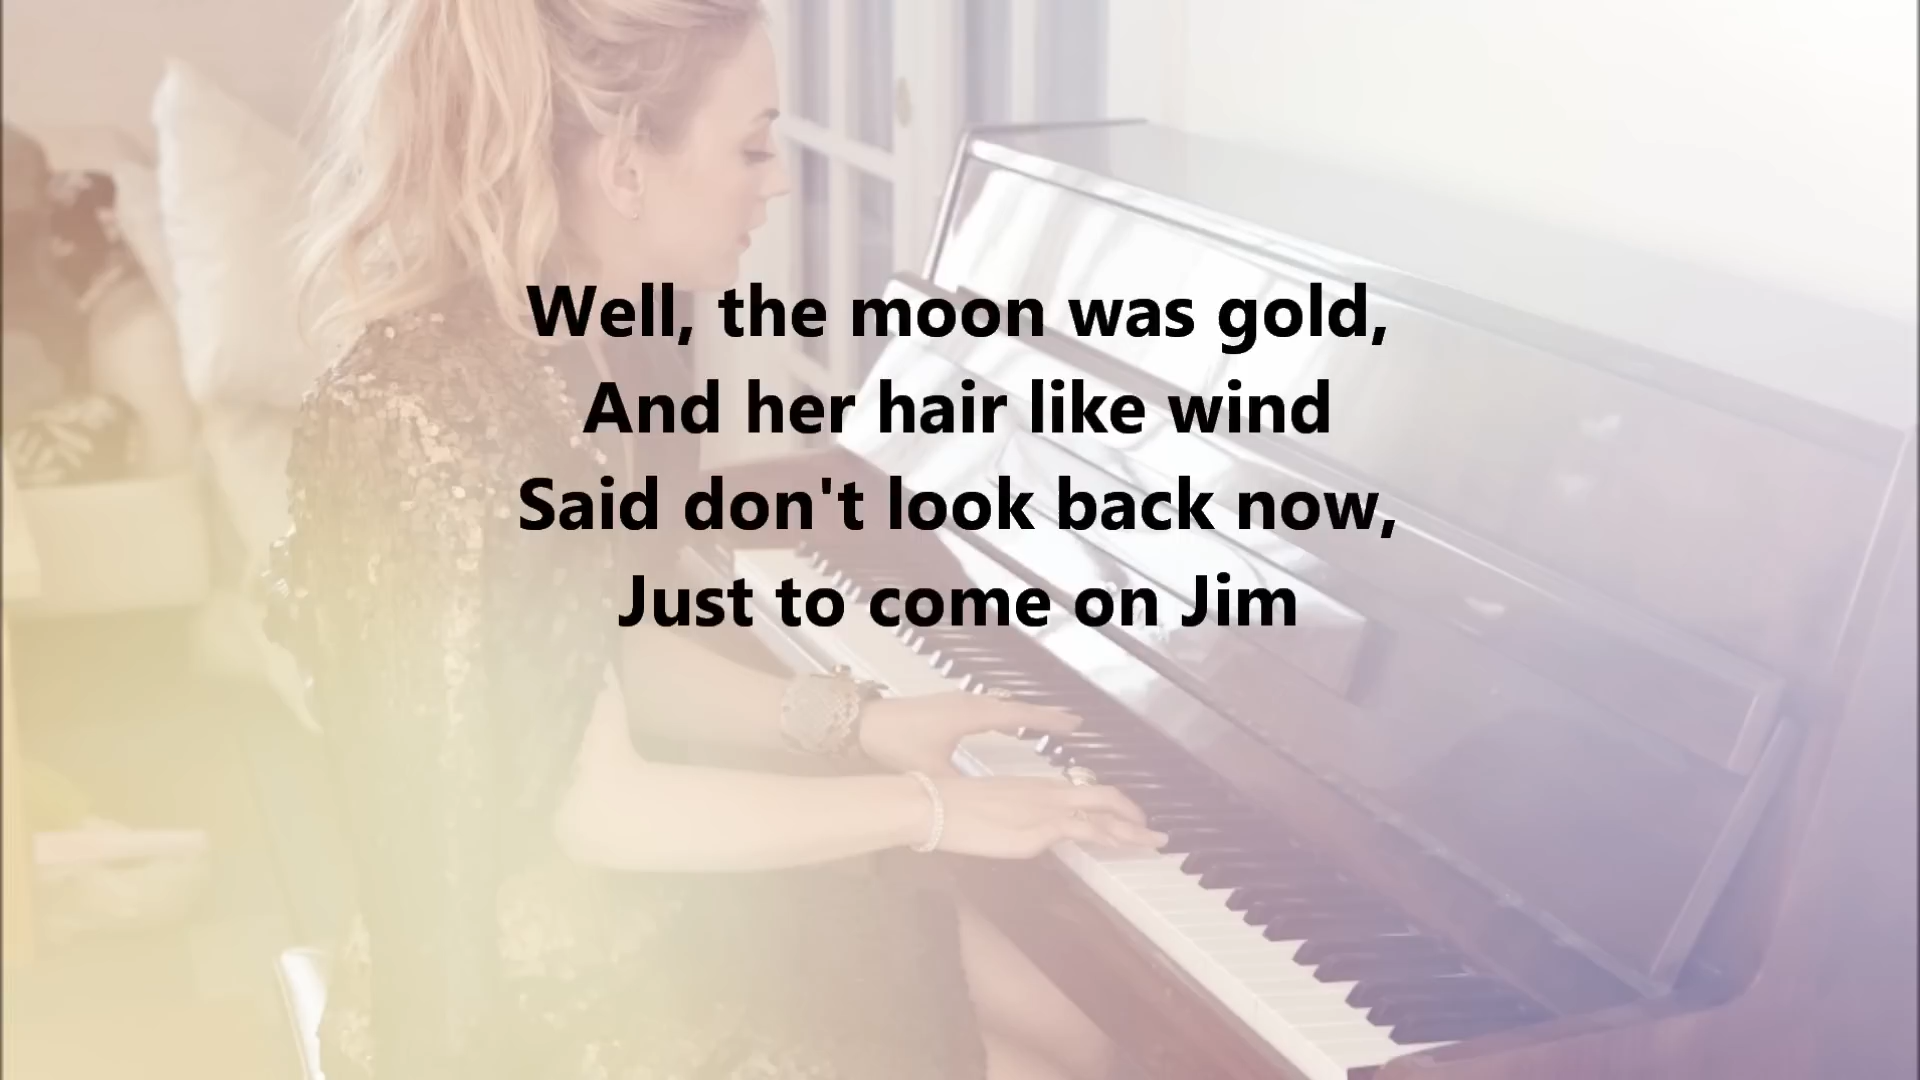 Well, the moon was gold,
And her hair like wind
Said don't look back now,
Just to come on Jim